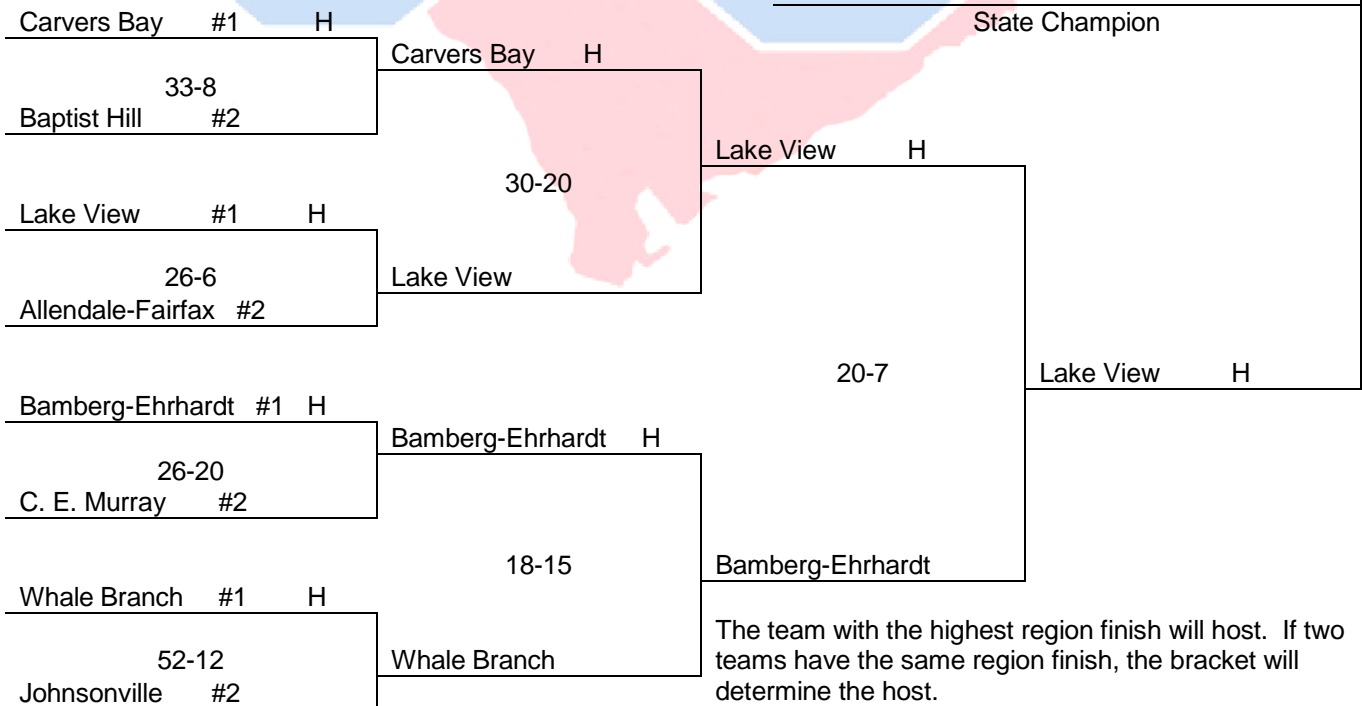 State Champion
Carvers Bay #1 H
Carvers Bay H
33-8
Baptist Hill #2
Lake View H
30-20
Lake View #1 H
26-6
Lake View
Allendale-Fairfax #2
20-7
Lake View H
Bamberg-Ehrhardt #1 H
Bamberg-Ehrhardt H
26-20
C. E. Murray #2
18-15
Bamberg-Ehrhardt
Whale Branch #1 H
52-12
Whale Branch
Johnsonville #2
The team with the highest region finish will host. If two
teams have the same region finish, the bracket will
determine the host.